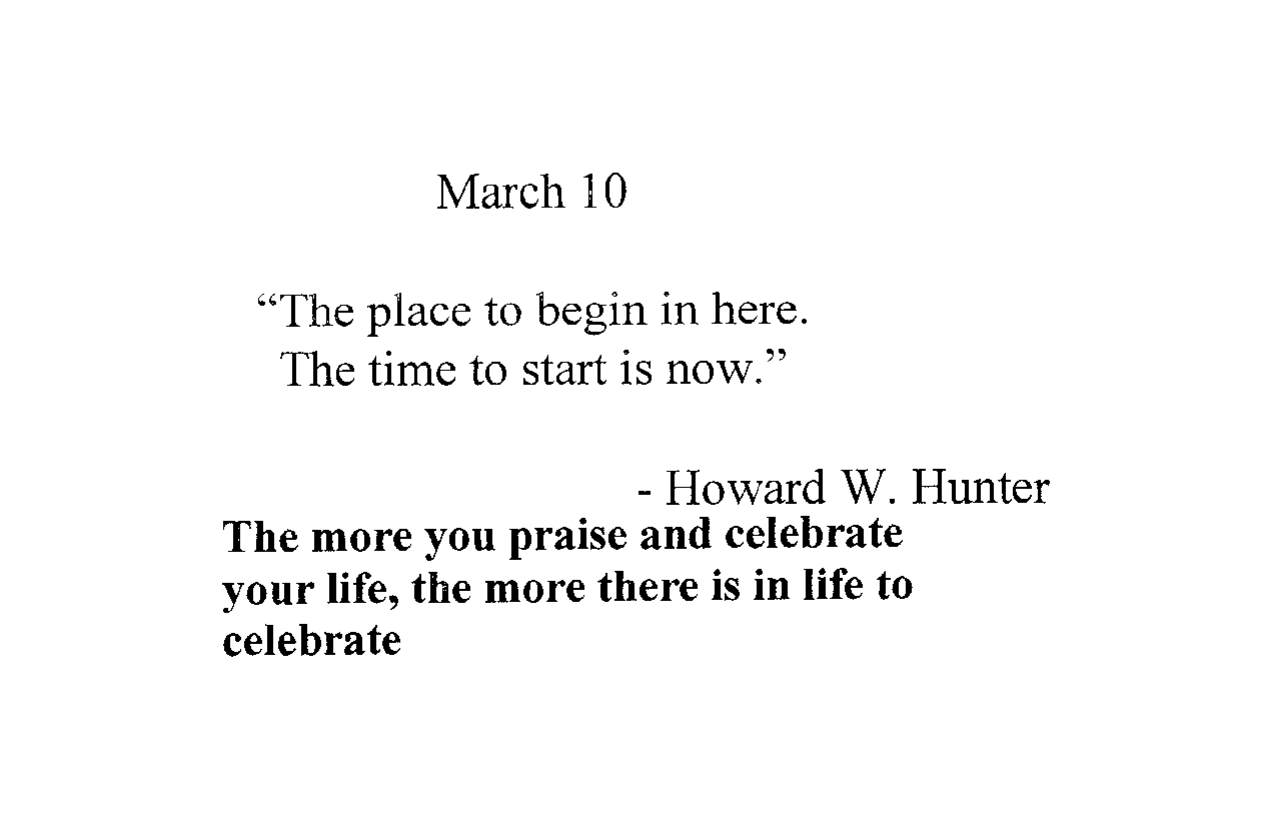 March 10
“The place to begin in here.
The time to start is now.”
- Howard W. Hunter
The more you praise and celebrate
your life, the more there is in life to
celebrate